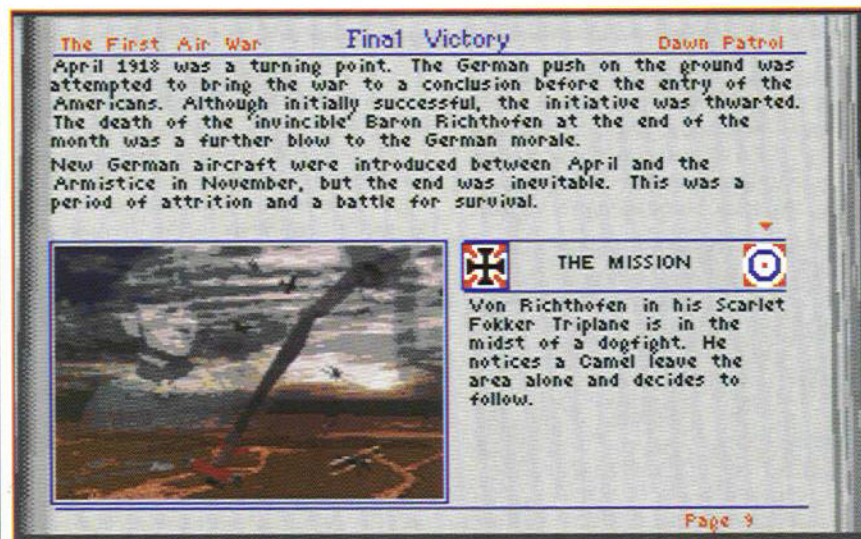 The First Air War Final Victory Dawn Patrol
April 1918 was a turning point. The German push on the ground was
attempted to bring the war to a conclusion before the entry of the
Americans. Although initially successful, the initiative was thwarted.
The death of the 'invincible' Baron Richthofen at the end of the
month was a further blow to the German morale.
New German aircraft were introduced between April and the
Armistice in November, but the end was inevitable. This was a
period of attrition and a battle for survival.
THE MISSION
Von Richthofen in his Scarlet
Fokker Triplane is in the
midst of a dogfight. He
notices a Camel leave the
area alone and decides to
follow.
Page 9